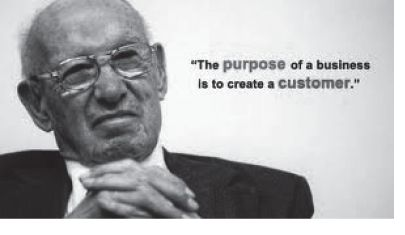 “The purpose of a business
is to create a customer.”